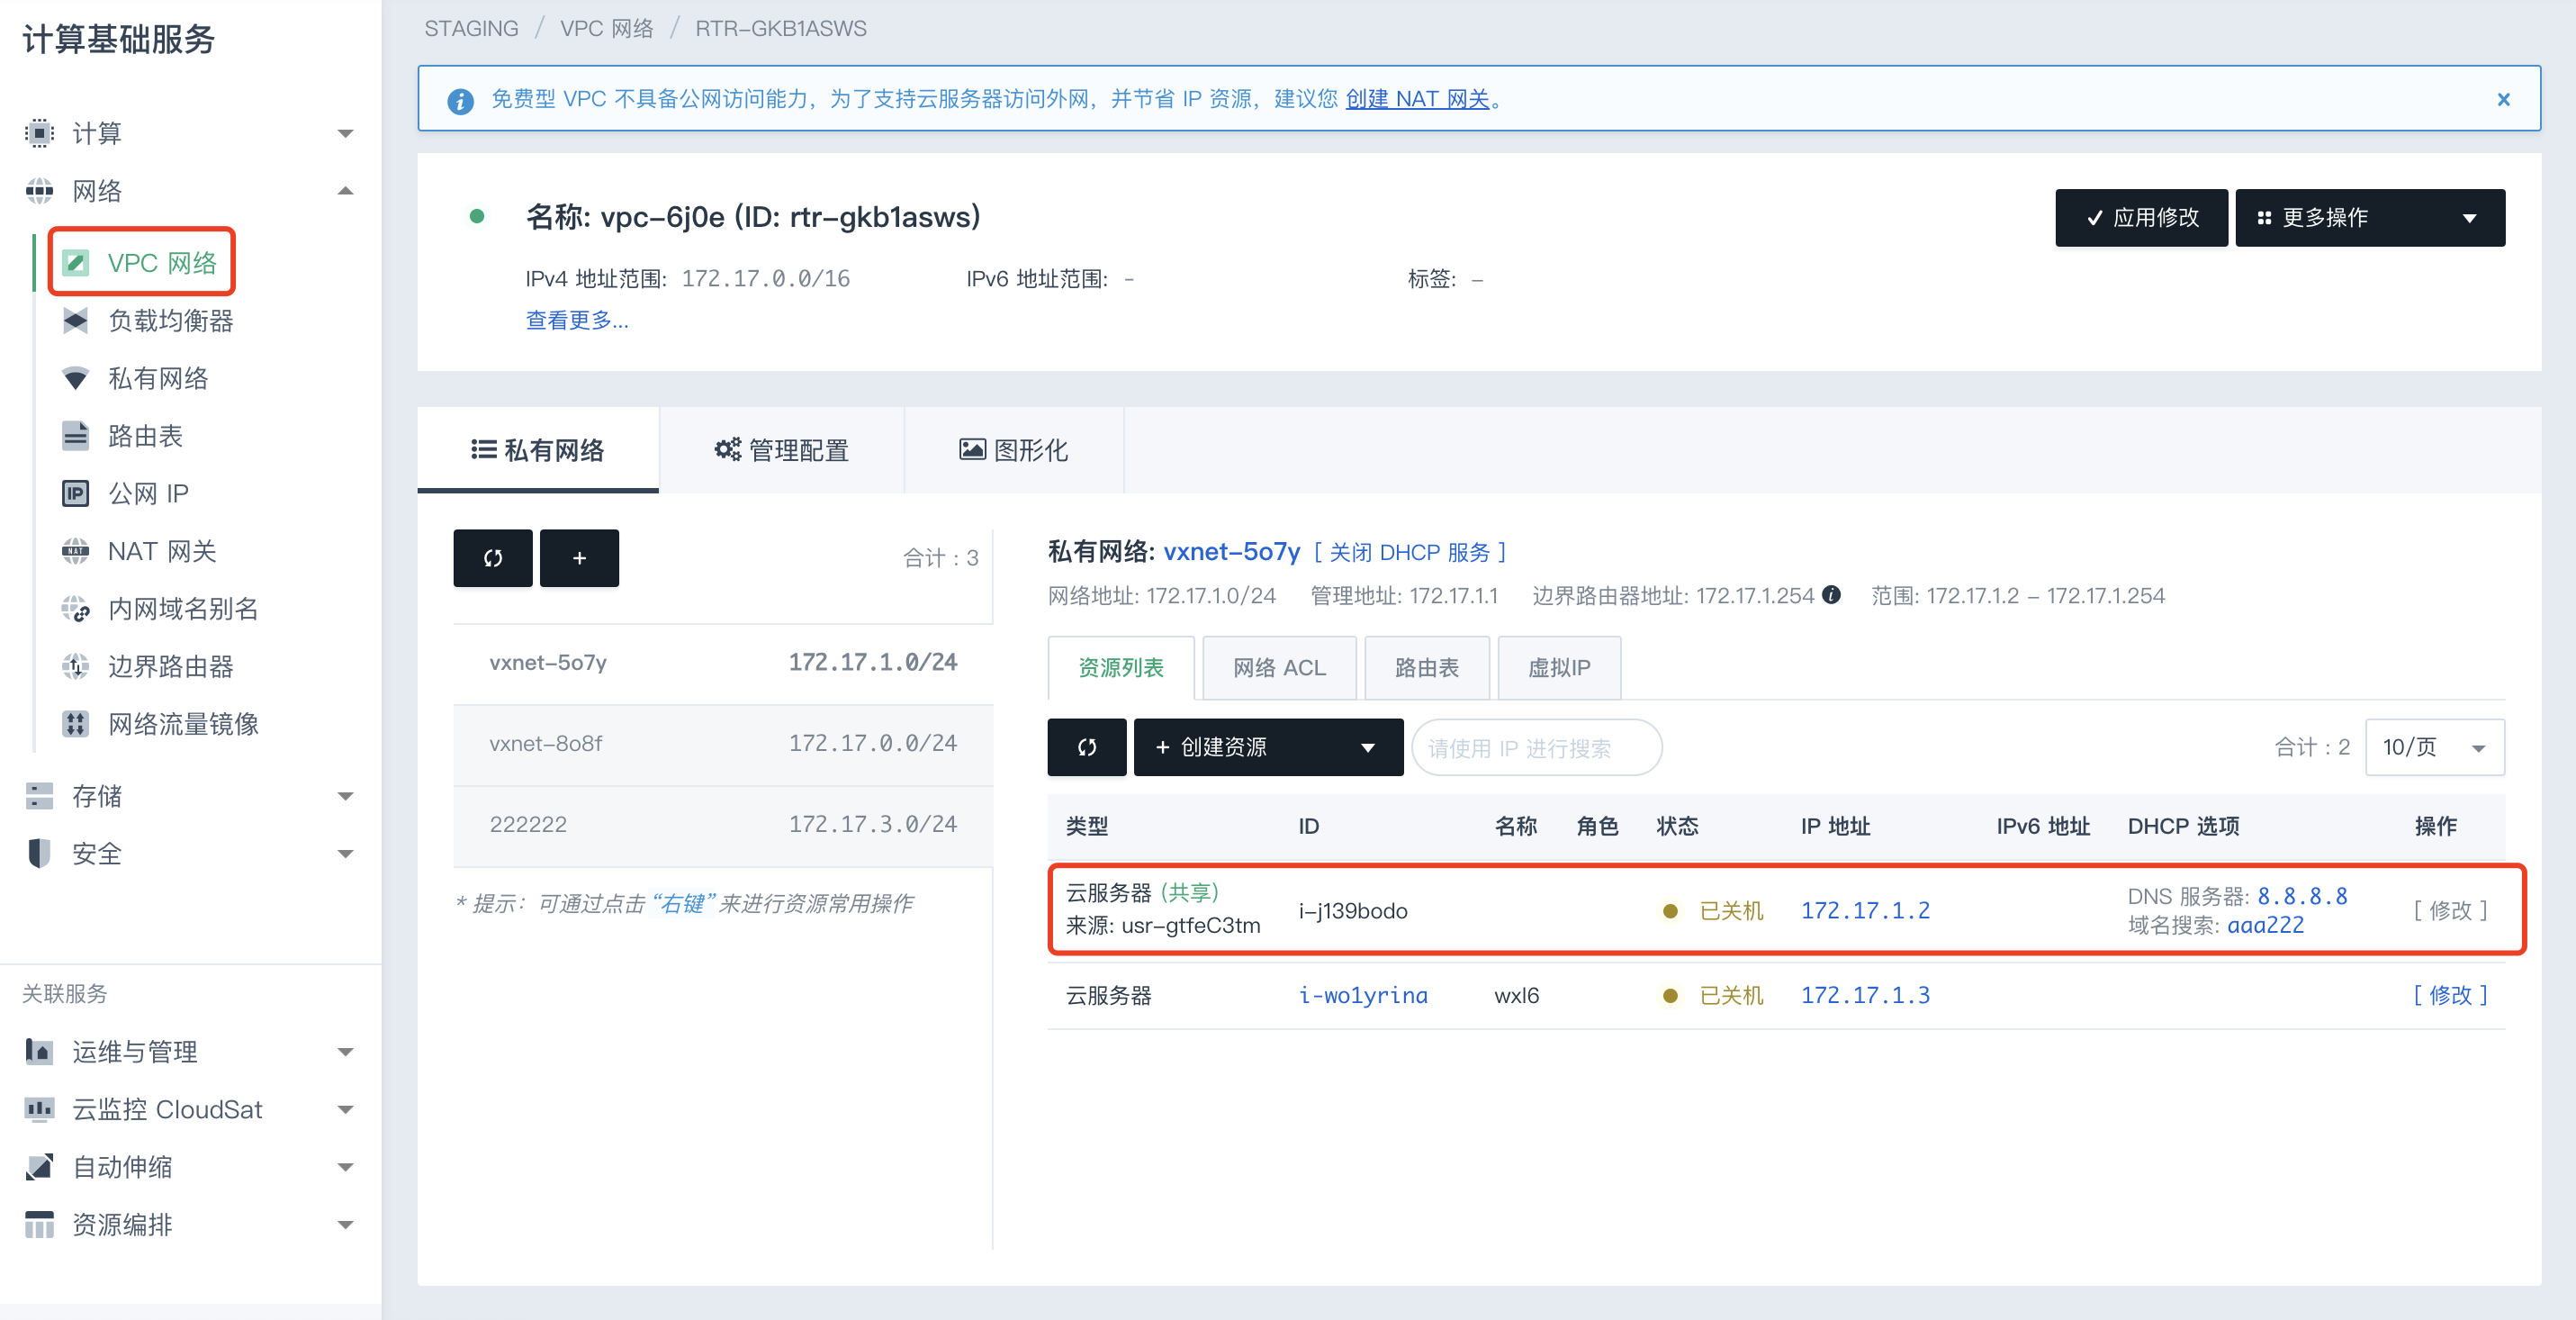 计算基础服务
计算
网络
VPC 网络
负载均衡器
私有网络
路由表
IP
公网 IP
NAT
NAT 网关
内网域名别名
边界路由器
网络流量镜像
存储
安全
关联服务
运维与管理
云监控 CloudSat
自动伸缩
资源编排
STAGING / VPC 网络 / RTR-GKB1ASWS
免费型 VPC 不具备公网访问能力，为了支持云服务器访问外网，并节省 IP 资源，建议您 创建 NAT 网关。
名称: vpc-6j0e (ID: rtr-gkb1asws)
应用修改
更多操作
IPv4 地址范围: 172.17.0.0/16
IPv6 地址范围: -
标签: -
查看更多...
私有网络
管理配置
图形化
+
合计 : 3
vxnet-5o7y 172.17.1.0/24
vxnet-8o8f 172.17.0.0/24
222222 172.17.3.0/24
* 提示：可通过点击“右键”来进行资源常用操作
私有网络: vxnet-5o7y [ 关闭 DHCP 服务 ]
网络地址: 172.17.1.0/24 管理地址: 172.17.1.1 边界路由器地址: 172.17.1.254 范围: 172.17.1.2 - 172.17.1.254
资源列表 网络 ACL 路由表 虚拟IP
+ 创建资源
请使用 IP 进行搜索
合计 : 2
10/页
类型 ID 名称 角色 状态 IP 地址 IPv6 地址 DHCP 选项 操作
云服务器 (共享)
来源: usr-gtfeC3tm
i-j139bodo
已关机
172.17.1.2
DNS 服务器: 8.8.8.8
域名搜索: aaa222
[ 修改 ]
云服务器 i-wo1yrina wxl6 已关机 172.17.1.3 [ 修改 ]